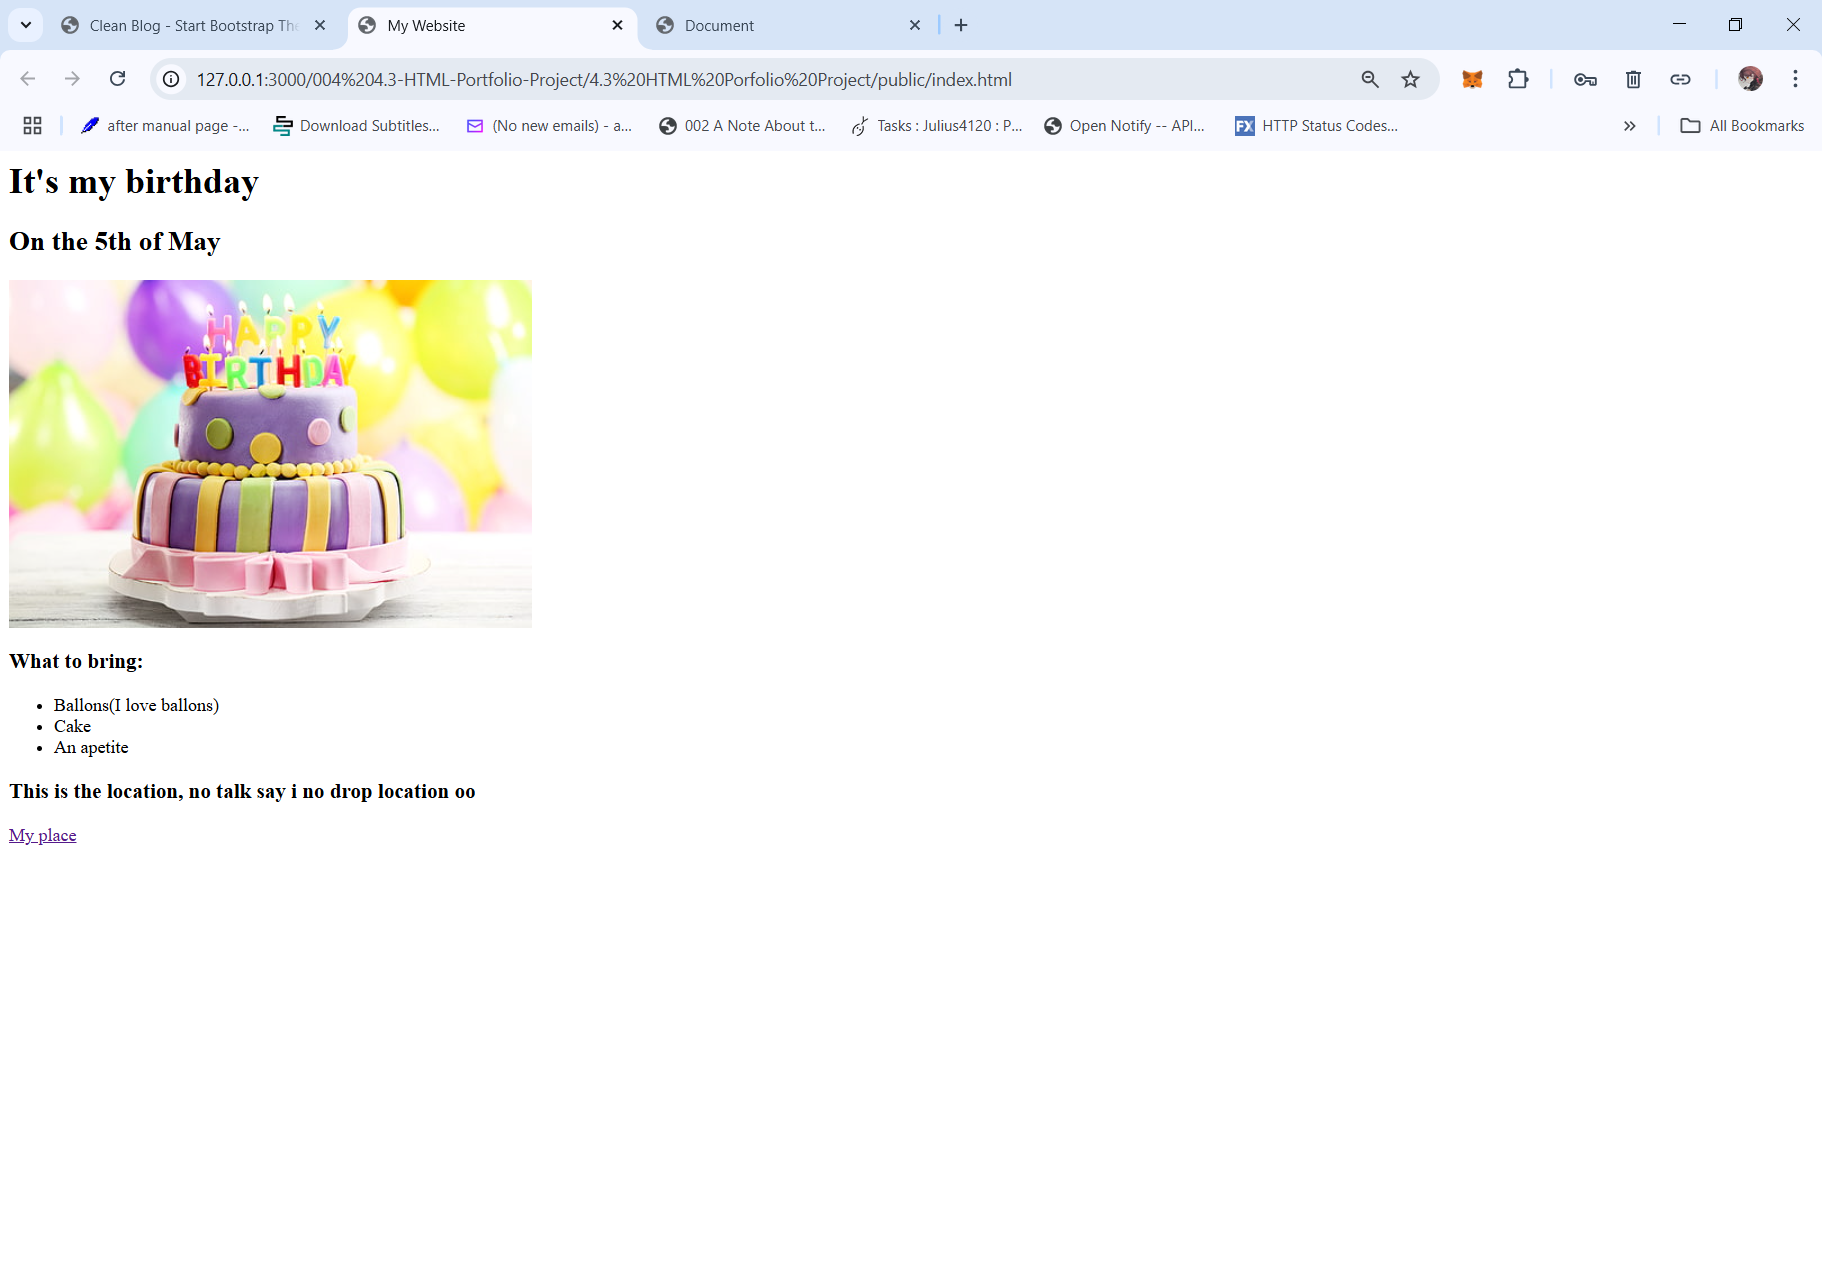 Clean Blog - Start Bootstrap The
My Website
Document
127.0.0.1:3000/004%204.3-HTML-Portfolio-Project/4.3%20HTML%20Porfolio%20Project/public/index.html
after manual page -...
Download Subtitles...
(No new emails) - a...
002 A Note About t...
Tasks : Julius4120 : P...
Open Notify -- API...
FX
HTTP Status Codes...
All Bookmarks
It's my birthday
On the 5th of May
HAPPY
BIRTHDAY
What to bring:
Ballons(I love ballons)
Cake
An apetite
This is the location, no talk say i no drop location oo
My place